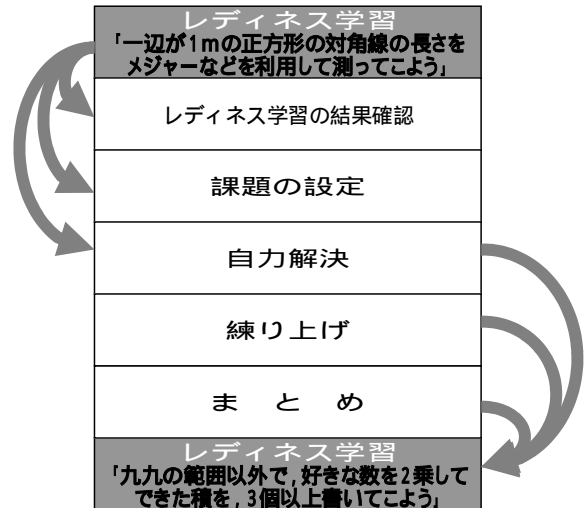 レディネス学習
「一辺が1mの正方形の対角線の長さを
メジャーなどを利用して測ってこよう」
レディネス学習の結果確認
課題の設定
自力解決
練り上げ
ま と め
レディネス学習
「九九の範囲以外で,好きな数を2乗して
できた積を,3個以上書いてこよう」